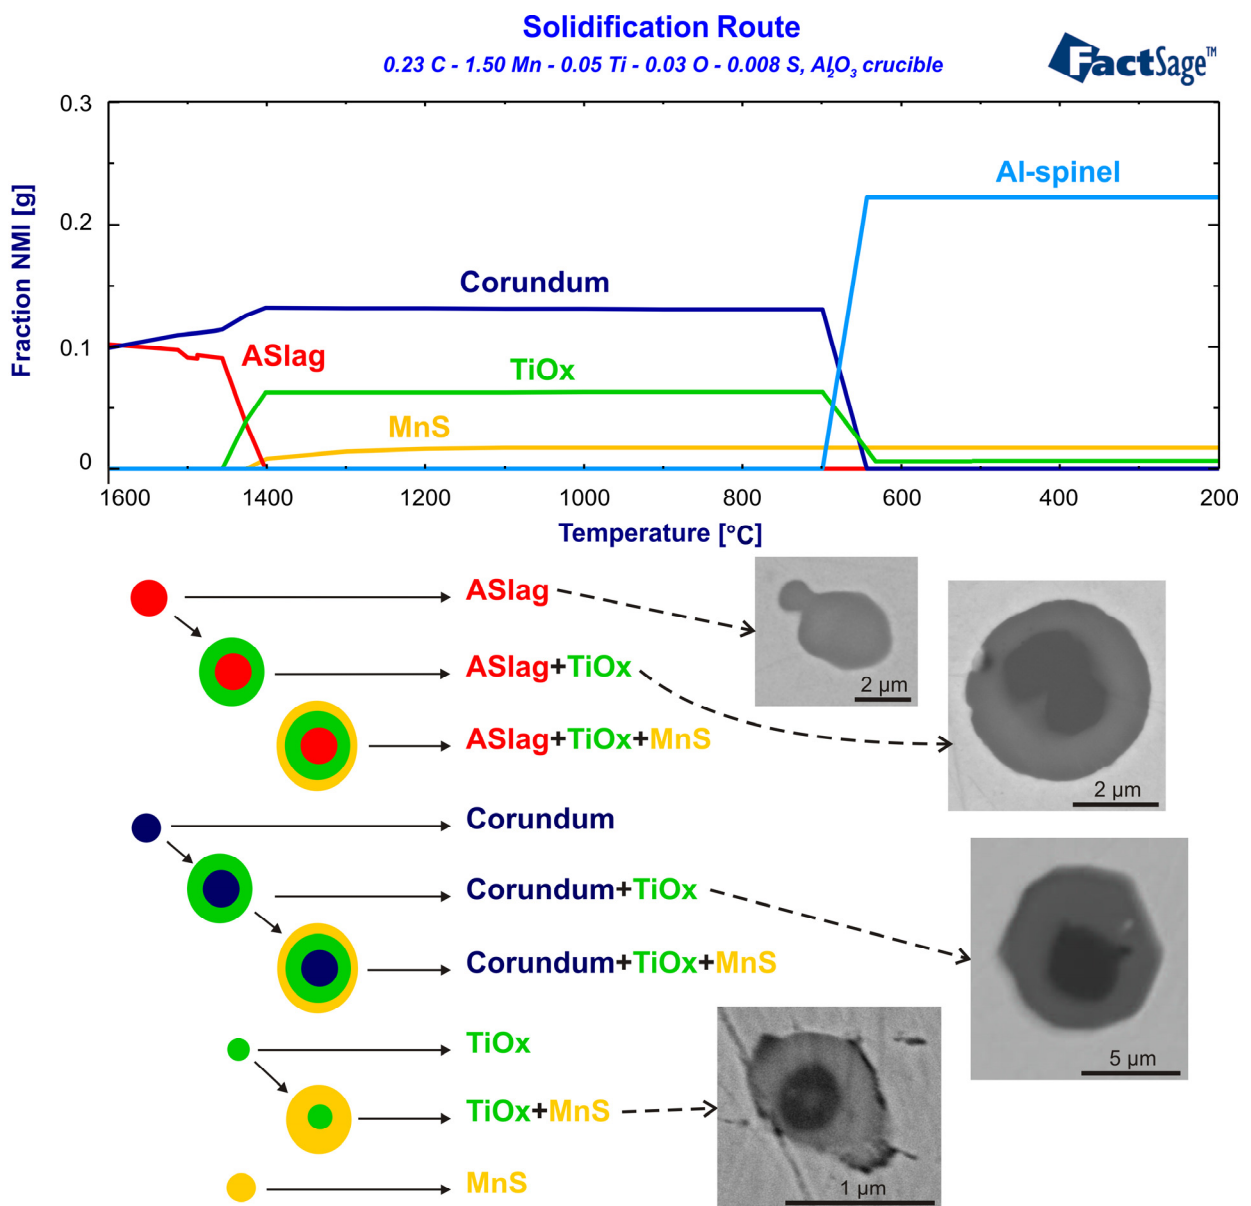 Solidification Route
0.23 C - 1.50 Mn - 0.05 Ti - 0.03 O - 0.008 S, Al2O3 crucible
FactSage™
0.3
0.2
0.1
0
Fraction NMI [g]
Al-spinel
Corundum
ASlag
TiOx
MnS
1600 1400 1200 1000 800 600 400 200
Temperature [°C]
ASlag
2 µm
ASlag+TiOx
ASlag+TiOx+MnS
2 µm
Corundum
Corundum+TiOx
Corundum+TiOx+MnS
5 µm
TiOx
TiOx+MnS
MnS
1 µm